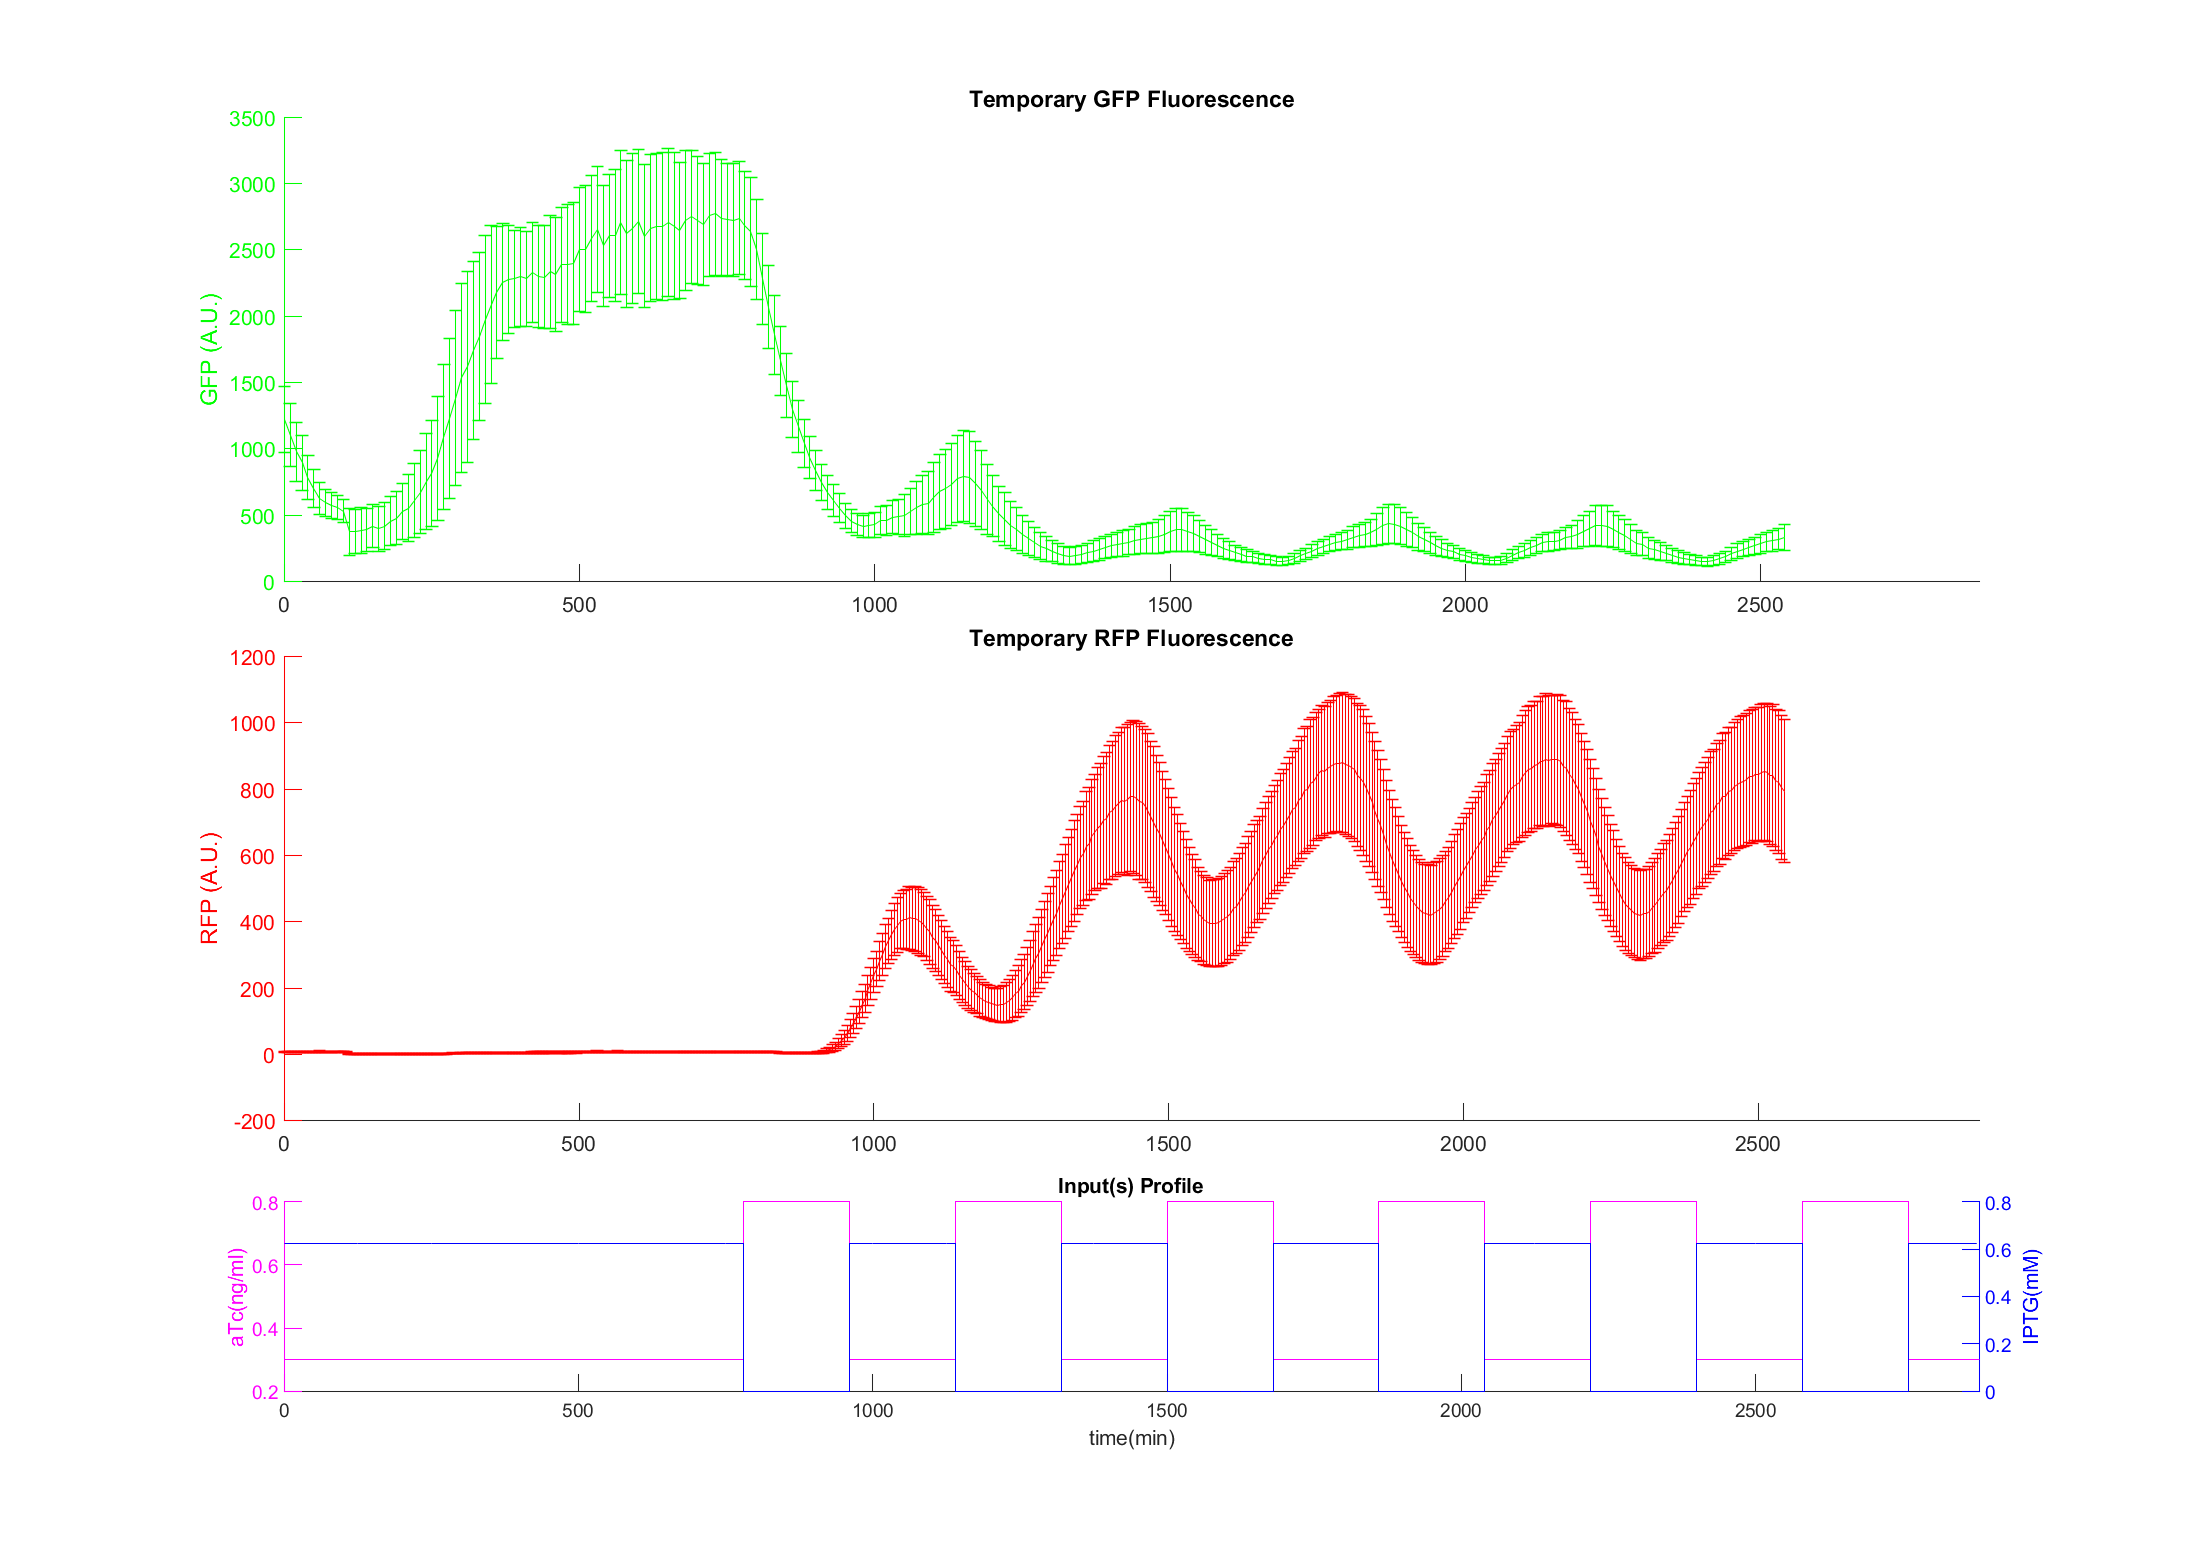 Temporary GFP Fluorescence
3500
3000
2500
2000
1500
1000
500
0
GFP (A.U.)
0 500 1000 1500 2000 2500
Temporary RFP Fluorescence
1200
1000
800
600
400
200
0
-200
RFP (A.U.)
0 500 1000 1500 2000 2500
Input(s) Profile
0.8
0.6
0.4
0.2
aTc(ng/ml)
0.8
0.6
0.4
0.2
0
IPTG(mM)
0 500 1000 1500 2000 2500
time(min)